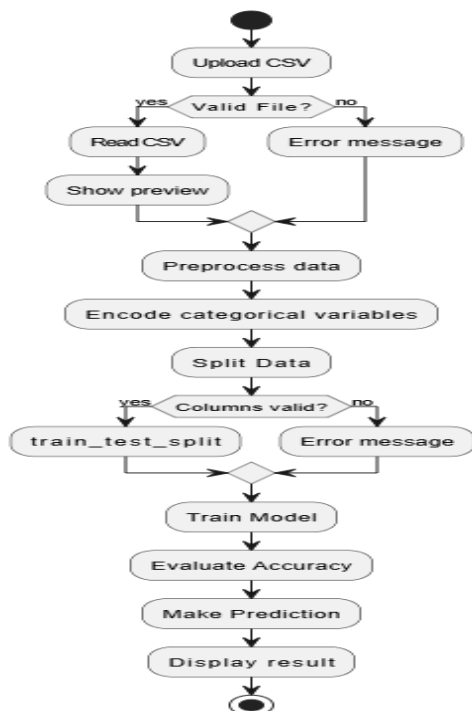 Upload CSV
yes
Valid File?
no
Read CSV
Error message
Show preview
Preprocess data
Encode categorical variables
Split Data
yes
Columns valid?
no
train_test_split
Error message
Train Model
Evaluate Accuracy
Make Prediction
Display result